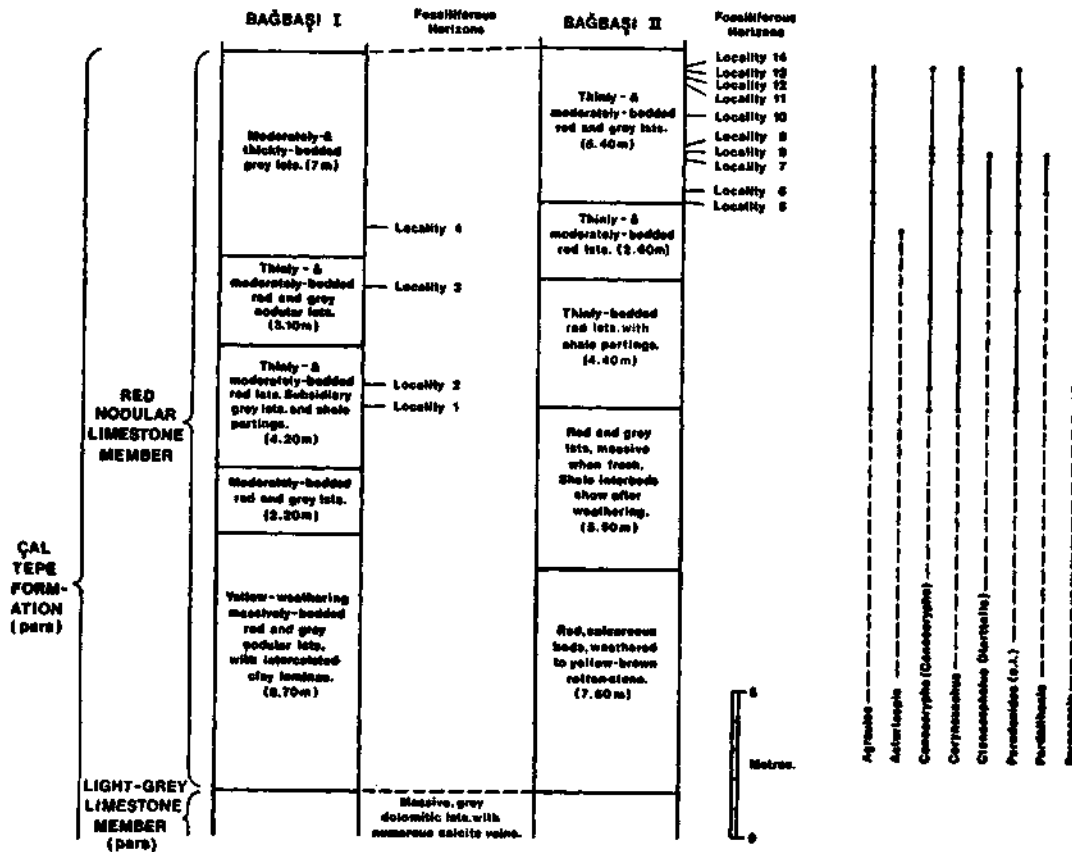 BAĞBAŞI I
Fossiliferous
Horizons
BAĞBAŞI II
Fossiliferous
Horizons
Moderately-&
thickly-bedded
grey lsts. (7m)
Locality 4
Thinly - &
moderately-bedded
red and grey
nodular lsts.
(3.10m)
Locality 3
Thinly - &
moderately-bedded
red lsts. Subsidiary
grey lsts. and shale
partings.
(4.20m)
Locality 2
Locality 1
Moderately-bedded
red and grey lsts.
(2.20m)
Yellow-weathering
massively-bedded
red and grey
nodular lsts.
with intercalated
clay laminae.
(8.70m)
Thinly - &
moderately-bedded
red and grey lsts.
(5.40m)
Locality 14
Locality 13
Locality 12
Locality 11
Locality 10
Locality 9
Locality 8
Locality 7
Locality 6
Locality 5
Thinly - &
moderately-bedded
red lsts. (2.60m)
Thinly-bedded
red lsts. with
shale partings.
(4.40m)
Red and grey
lsts, massive
when fresh.
Shale interbeds
show after
weathering.
(5.50m)
Red, calcareous
beds, weathered
to yellow-brown
rotten-stone.
(7.60m)
RED
NODULAR
LIMESTONE
MEMBER
ÇAL
TEPE
FORM-
ATION
(pars)
LIGHT-GREY
LIMESTONE
MEMBER
(pars)
Massive, grey
dolomitic lsts. with
numerous calcite veins.
5
Metres.
0
Agraulos
Asturiaspis
Conocoryphe (Conocoryphe)
Corynexochus
Ctenocephalus (Hartella)
Paradoxides (s.l.)
Pardailhania